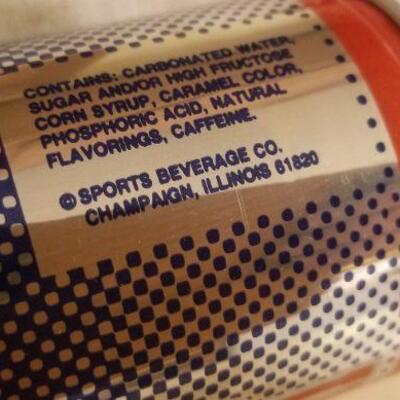 CONTAINS: CARBONATED WATER,
SUGAR AND/OR HIGH FRUCTOSE
CORN SYRUP, CARAMEL COLOR,
PHOSPHORIC ACID, NATURAL
FLAVORINGS, CAFFEINE.
© SPORTS BEVERAGE CO.
CHAMPAIGN, ILLINOIS 61820